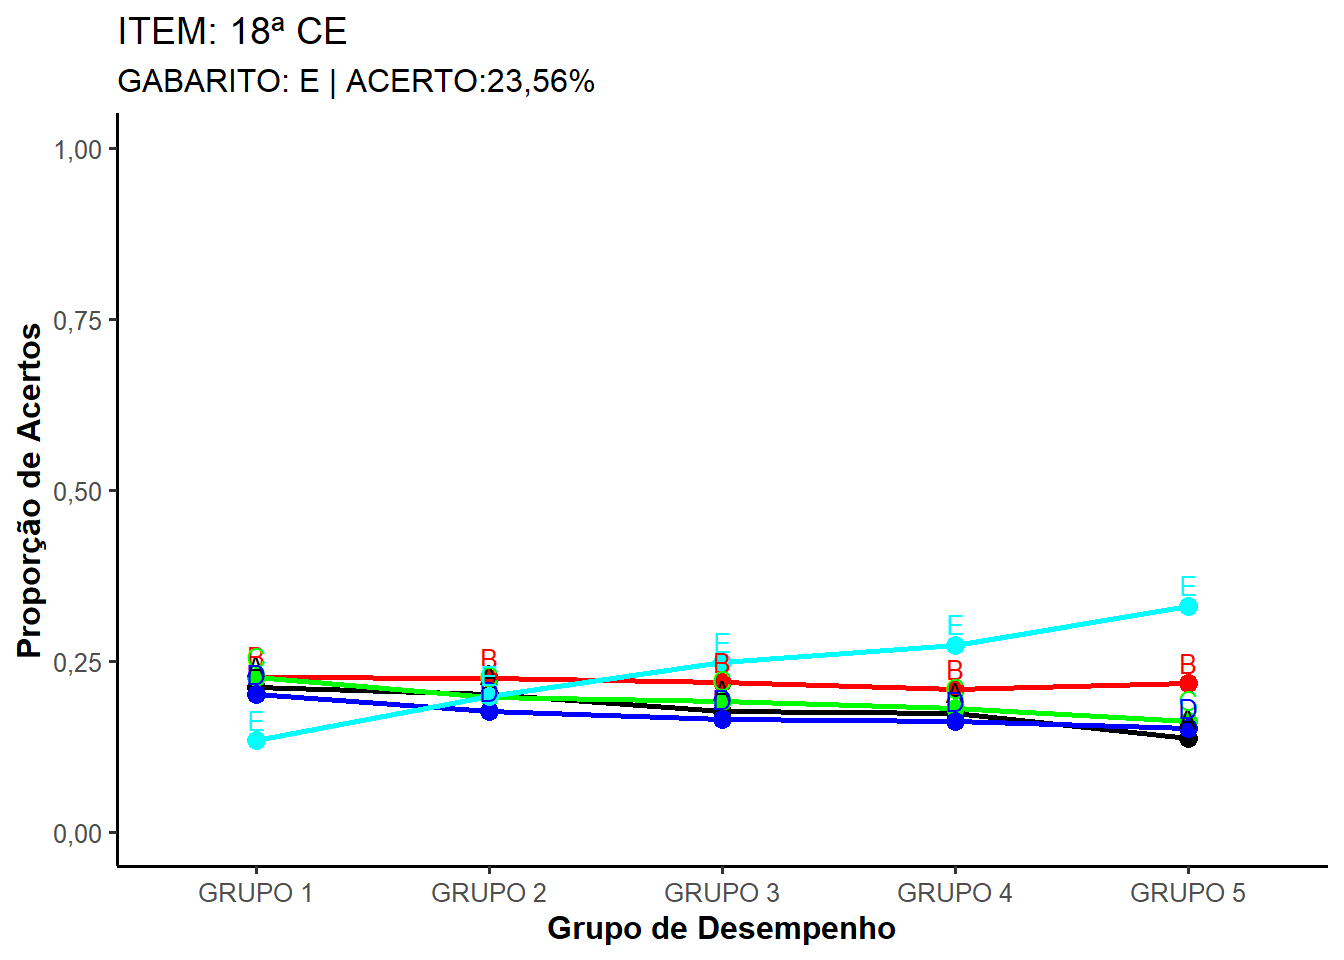 ITEM: 18ª CE
GABARITO: E | ACERTO:23,56%
1,00
0,75
0,50
0,25
0,00
Proporção de Acertos
B
C
D
E
B
E
D
E
B
D
E
B
D
E
B
C
D
GRUPO 1
GRUPO 2
GRUPO 3
GRUPO 4
GRUPO 5
Grupo de Desempenho